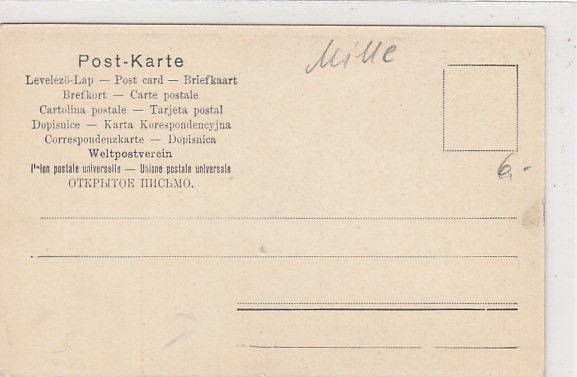 Post-Karte
Levelező-Lap — Post card — Briefkaart
Brefkort — Carte postale
Cartolina postale — Tarjeta postal
Dopisnice — Karta Korespondencyjna
Correspondenzkarte — Dopisnica
Weltpostverein
Union postale universelle — Unione postale universale
ОТКРЫТОЕ ПИСЬМО.
Mille
6,-